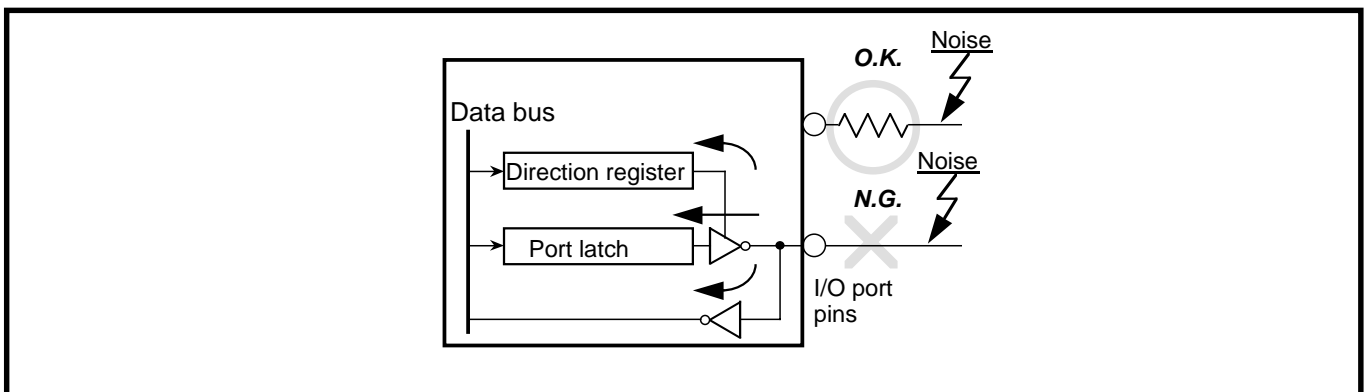 Noise
O.K.
Data bus
Noise
Direction register
N.G.
Port latch
I/O port
pins